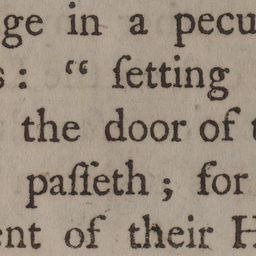 ge in a pecu
s: “ ſetting
the door of t
paſſeth; for
ent of their H